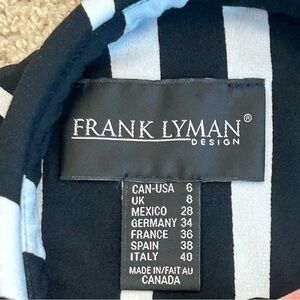 FRANK LYMAN®
DESIGN
CAN-USA 6
UK 8
MEXICO 28
GERMANY 34
FRANCE 36
SPAIN 38
ITALY 40
MADE IN/FAIT AU
CANADA